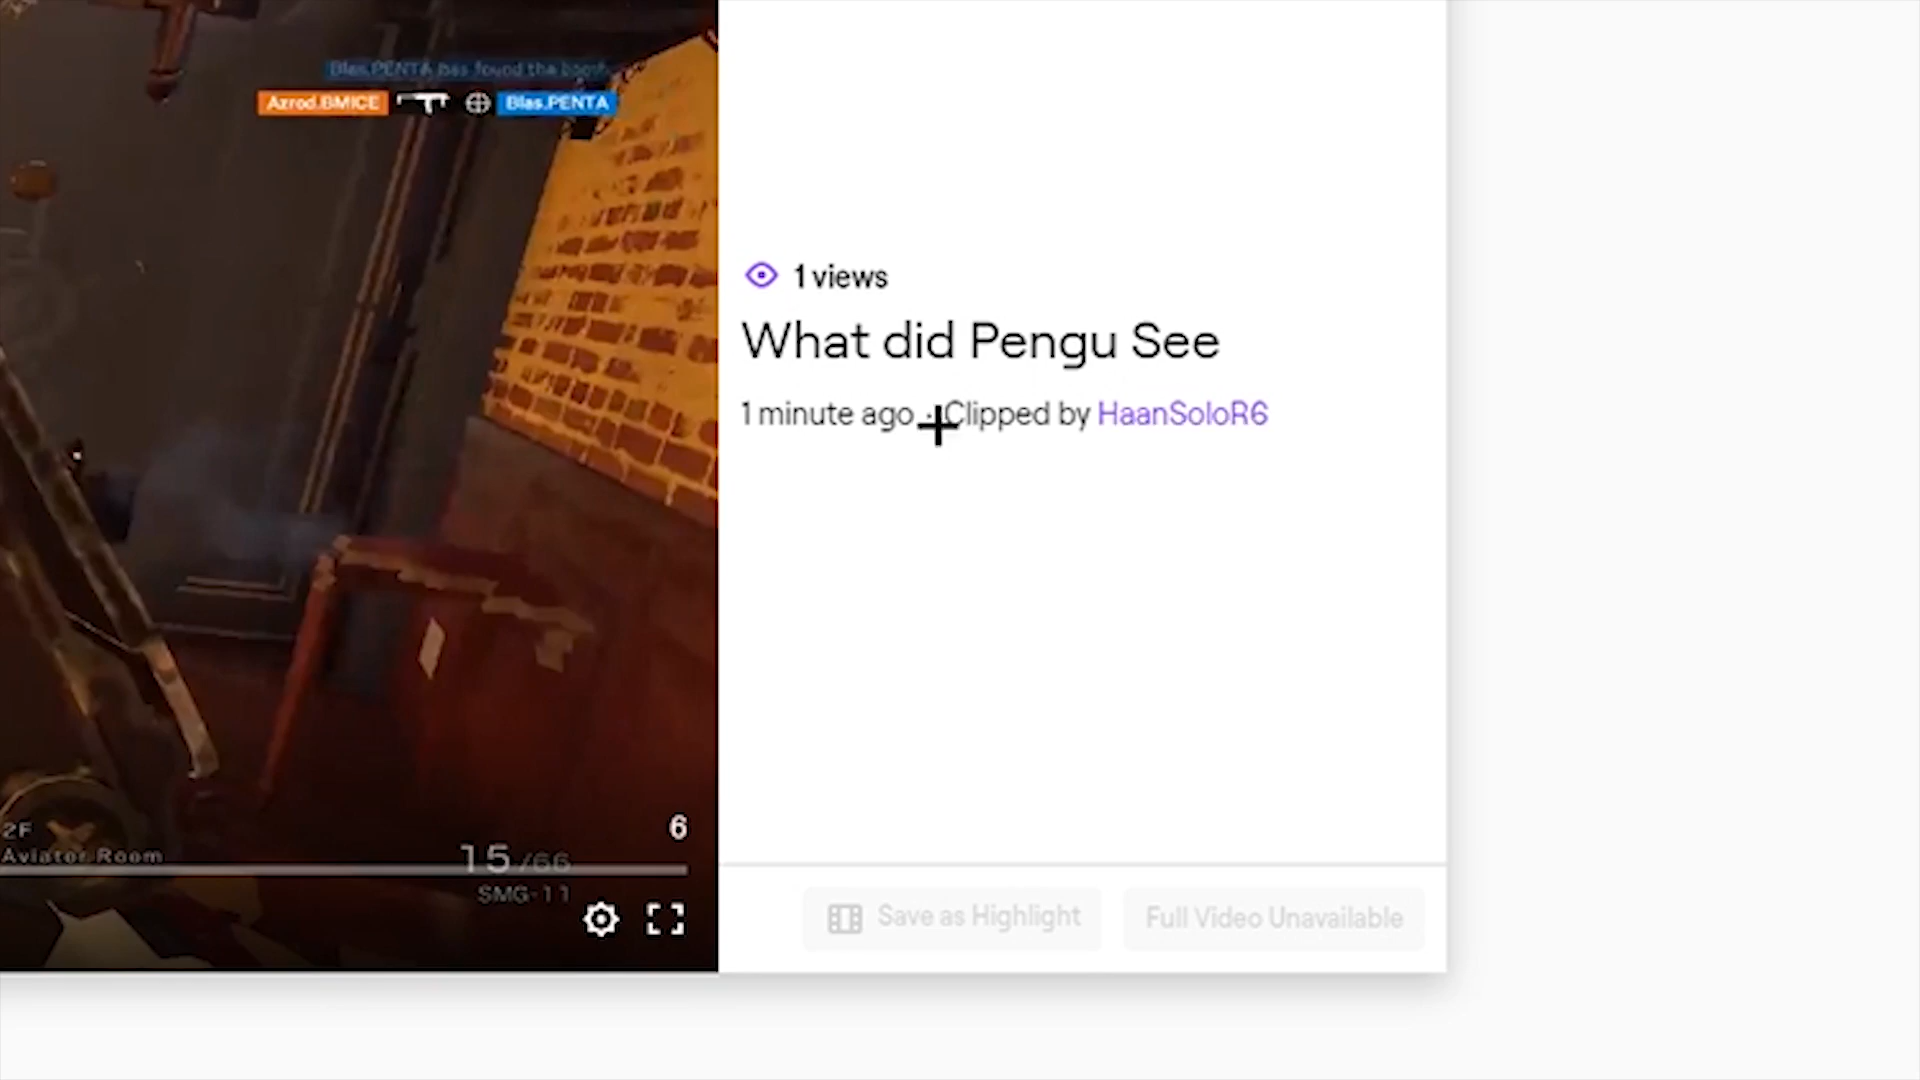 Blas.PENTA has found the bomb
Azrod.BMICE Blas.PENTA
1 views
What did Pengu See
1 minute ago · Clipped by HaanSoloR6
6
2F
Aviator Room
15/66
SMG-11
Save as Highlight
Full Video Unavailable